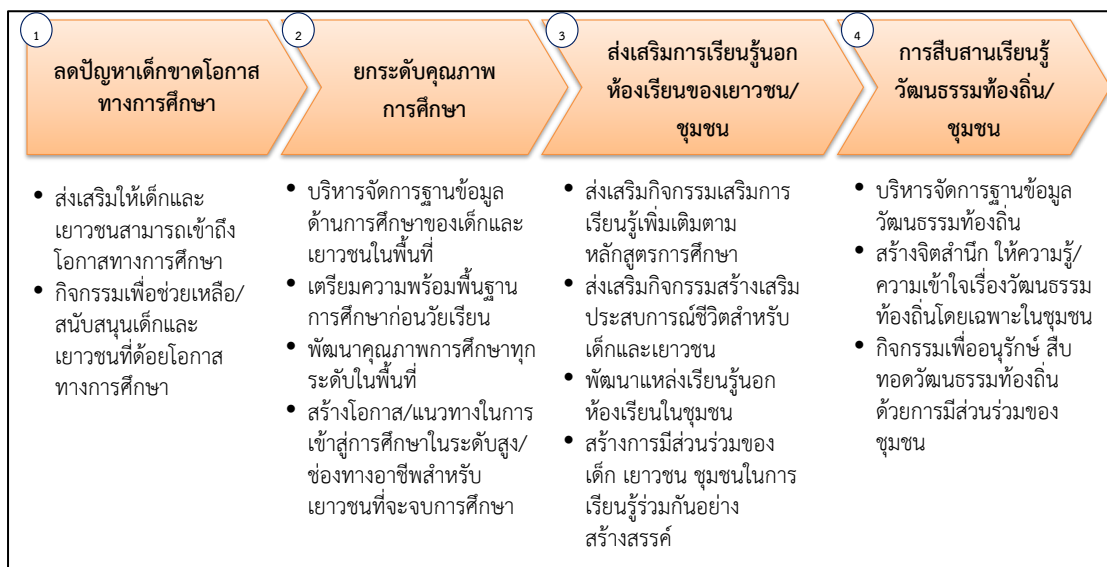 1
ลดปัญหาเด็กขาดโอกาส
ทางการศึกษา
• ส่งเสริมให้เด็กและ
เยาวชนสามารถเข้าถึง
โอกาสทางการศึกษา
• กิจกรรมเพื่อช่วยเหลือ/
สนับสนุนเด็กและ
เยาวชนที่ด้อยโอกาส
ทางการศึกษา
2
ยกระดับคุณภาพ
การศึกษา
• บริหารจัดการฐานข้อมูล
ด้านการศึกษาของเด็กและ
เยาวชนในพื้นที่
• เตรียมความพร้อมพื้นฐาน
การศึกษาก่อนวัยเรียน
• พัฒนาคุณภาพการศึกษาทุก
ระดับในพื้นที่
• สร้างโอกาส/แนวทางในการ
เข้าสู่การศึกษาในระดับสูง/
ช่องทางอาชีพสำหรับ
เยาวชนที่จะจบการศึกษา
3
ส่งเสริมการเรียนรู้นอก
ห้องเรียนของเยาวชน/
ชุมชน
• ส่งเสริมกิจกรรมเสริมการ
เรียนรู้เพิ่มเติมตาม
หลักสูตรการศึกษา
• ส่งเสริมกิจกรรมสร้างเสริม
ประสบการณ์ชีวิตสำหรับ
เด็กและเยาวชน
• พัฒนาแหล่งเรียนรู้นอก
ห้องเรียนในชุมชน
• สร้างการมีส่วนร่วมของ
เด็ก เยาวชน ชุมชนในการ
เรียนรู้ร่วมกันอย่าง
สร้างสรรค์
4
การสืบสานเรียนรู้
วัฒนธรรมท้องถิ่น/
ชุมชน
• บริหารจัดการฐานข้อมูล
วัฒนธรรมท้องถิ่น
• สร้างจิตสำนึก ให้ความรู้/
ความเข้าใจเรื่องวัฒนธรรม
ท้องถิ่นโดยเฉพาะในชุมชน
• กิจกรรมเพื่ออนุรักษ์ สืบ
ทอดวัฒนธรรมท้องถิ่น
ด้วยการมีส่วนร่วมของ
ชุมชน